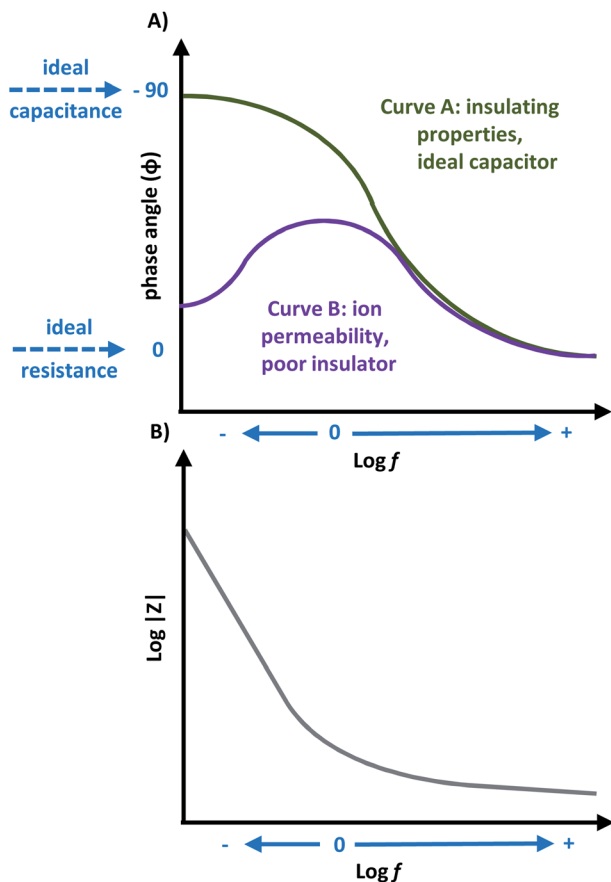 A)
ideal
capacitance
- 90
phase angle (ф)
Curve A: insulating
properties,
ideal capacitor
ideal
resistance
0
Curve B: ion
permeability,
poor insulator
- 0 +
Log f
B)
Log |Z|
- 0 +
Log f